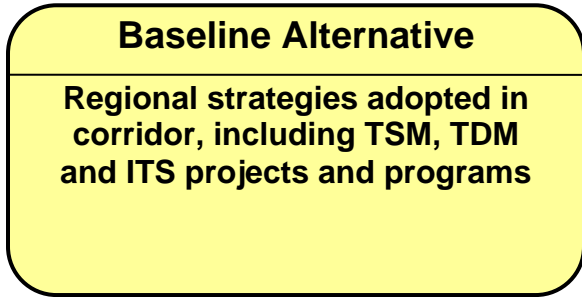 Baseline Alternative
Regional strategies adopted in
corridor, including TSM, TDM
and ITS projects and programs